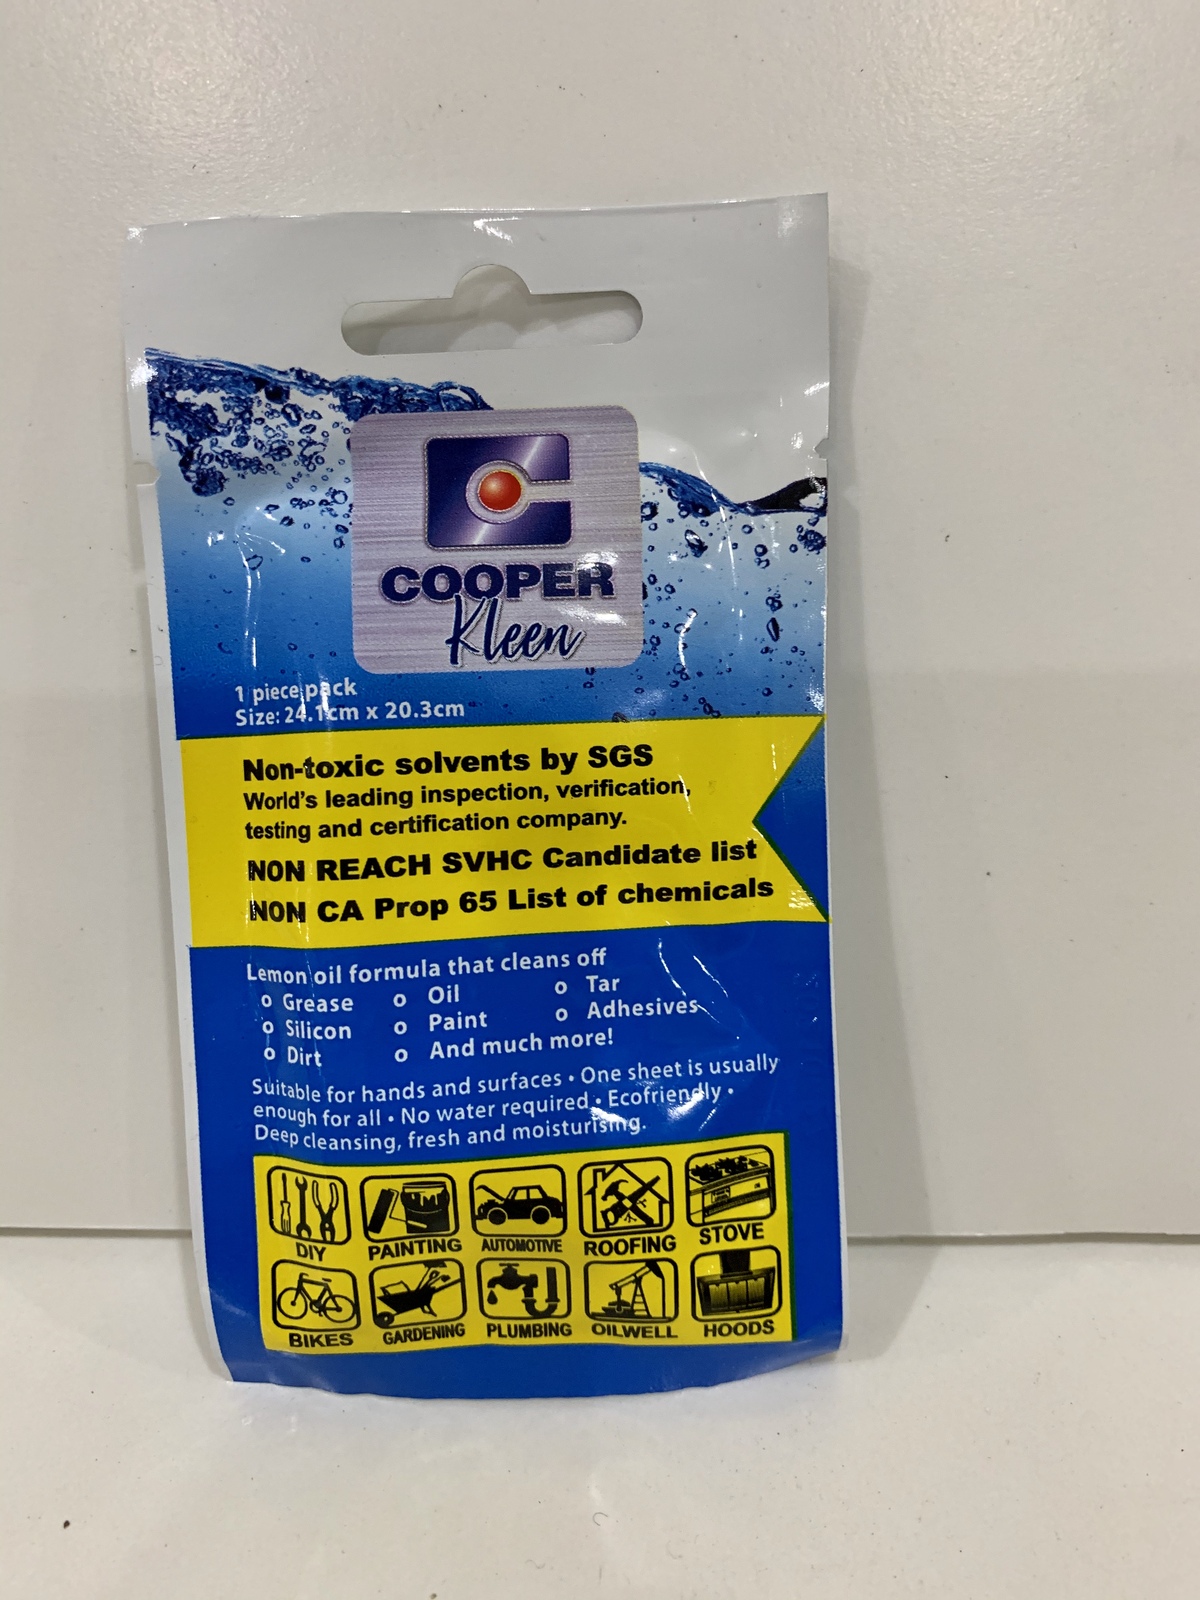 COOPER
Kleen
1 piece pack
Size: 24.1cm x 20.3cm
Non-toxic solvents by SGS
World's leading inspection, verification,
testing and certification company.
NON REACH SVHC Candidate list
NON CA Prop 65 List of chemicals
Lemon oil formula that cleans off
o Grease o Oil o Tar
o Silicon o Paint o Adhesives
o Dirt o And much more!
Suitable for hands and surfaces • One sheet is usually
enough for all • No water required • Ecofriendly •
Deep cleansing, fresh and moisturising.
DIY PAINTING AUTOMOTIVE ROOFING STOVE
BIKES GARDENING PLUMBING OILWELL HOODS